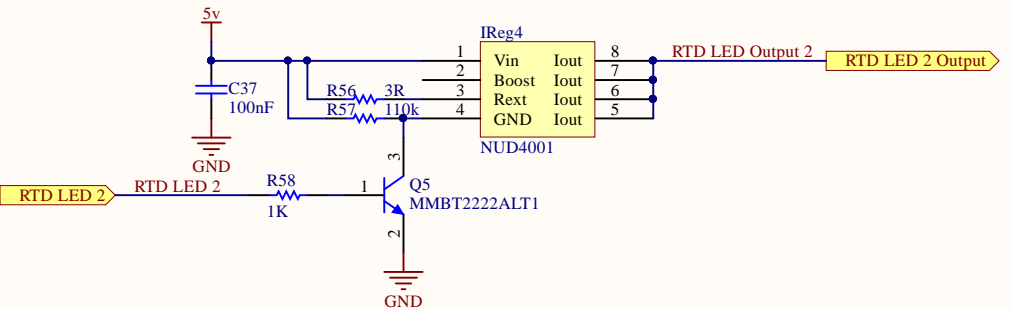 5v
IReg4
1 Vin Iout 8 RTD LED Output 2 RTD LED 2 Output
2 Boost Iout 7
R56 3R 3 Rext Iout 6
R57 110k 4 GND Iout 5
C37
100nF
GND
NUD4001
3
RTD LED 2 RTD LED 2 R58 1 Q5
1K MMBT2222ALT1
2
GND